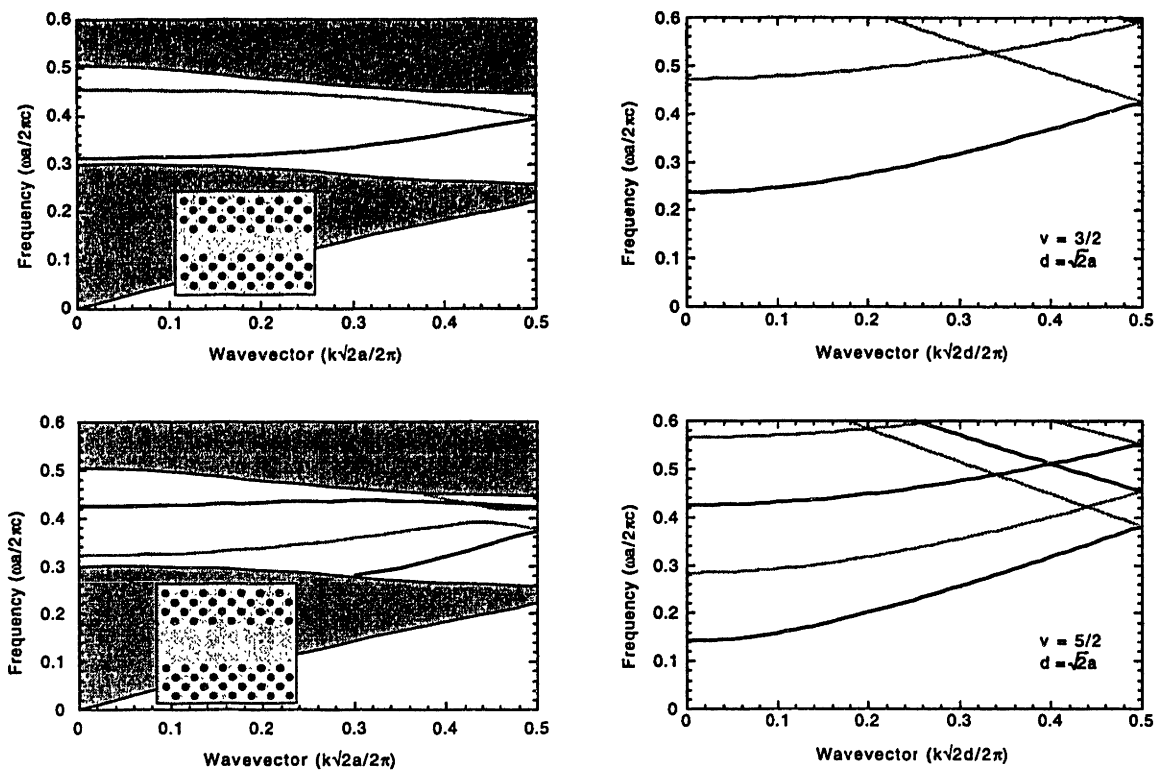 0.6
0.5
0.4
0.3
0.2
0.1
0
Frequency (ωa/2πc)
0 0.1 0.2 0.3 0.4 0.5
Wavevector (k√2a/2π)
0.6
0.5
0.4
0.3
0.2
0.1
0
Frequency (ωa/2πc)
v = 3/2
d = √2a
0 0.1 0.2 0.3 0.4 0.5
Wavevector (k√2d/2π)
0.6
0.5
0.4
0.3
0.2
0.1
0
Frequency (ωa/2πc)
0 0.1 0.2 0.3 0.4 0.5
Wavevector (k√2a/2π)
0.6
0.5
0.4
0.3
0.2
0.1
0
Frequency (ωa/2πc)
v = 5/2
d = √2a
0 0.1 0.2 0.3 0.4 0.5
Wavevector (k√2d/2π)